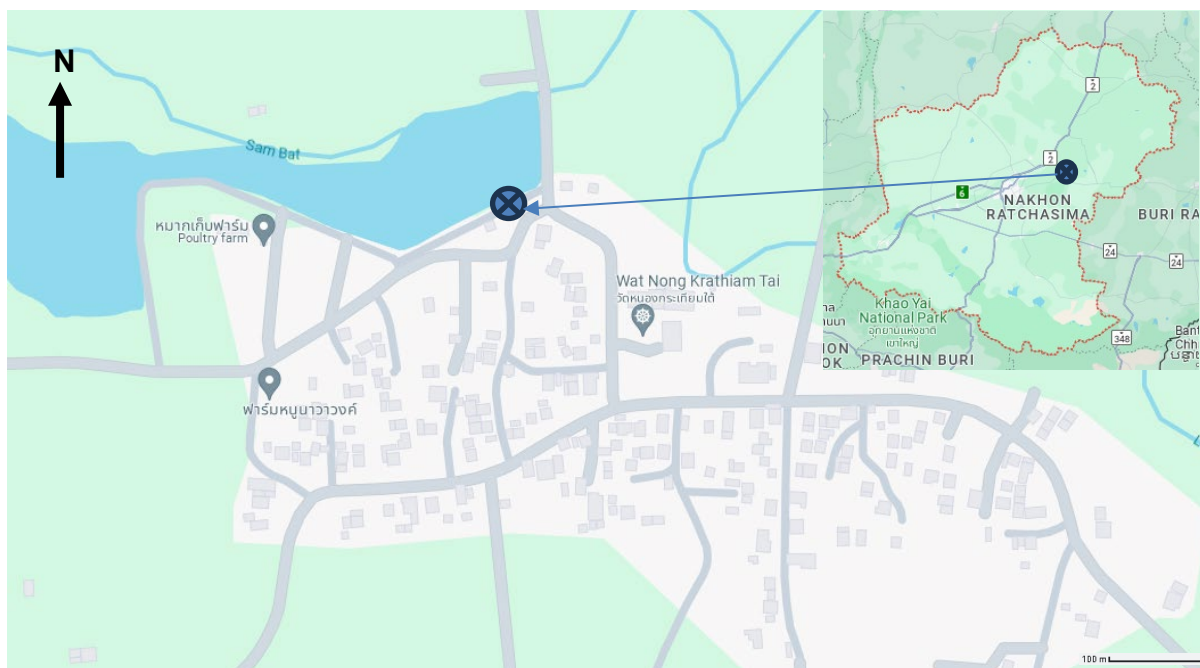 N
Sam Bat
หมากเก็บฟาร์ม
Poultry farm
Wat Nong Krathiam Tai
วัดหนองกระเทียมใต้
ฟาร์มหมูนาวาวงค์
100 m
2
2
6
NAKHON
RATCHASIMA
BURI RA
24
24
Khao Yai
National Park
อุทยานแห่งชาติ
เขาใหญ่
ION
OK
PRACHIN BURI
348
Bant
Chh